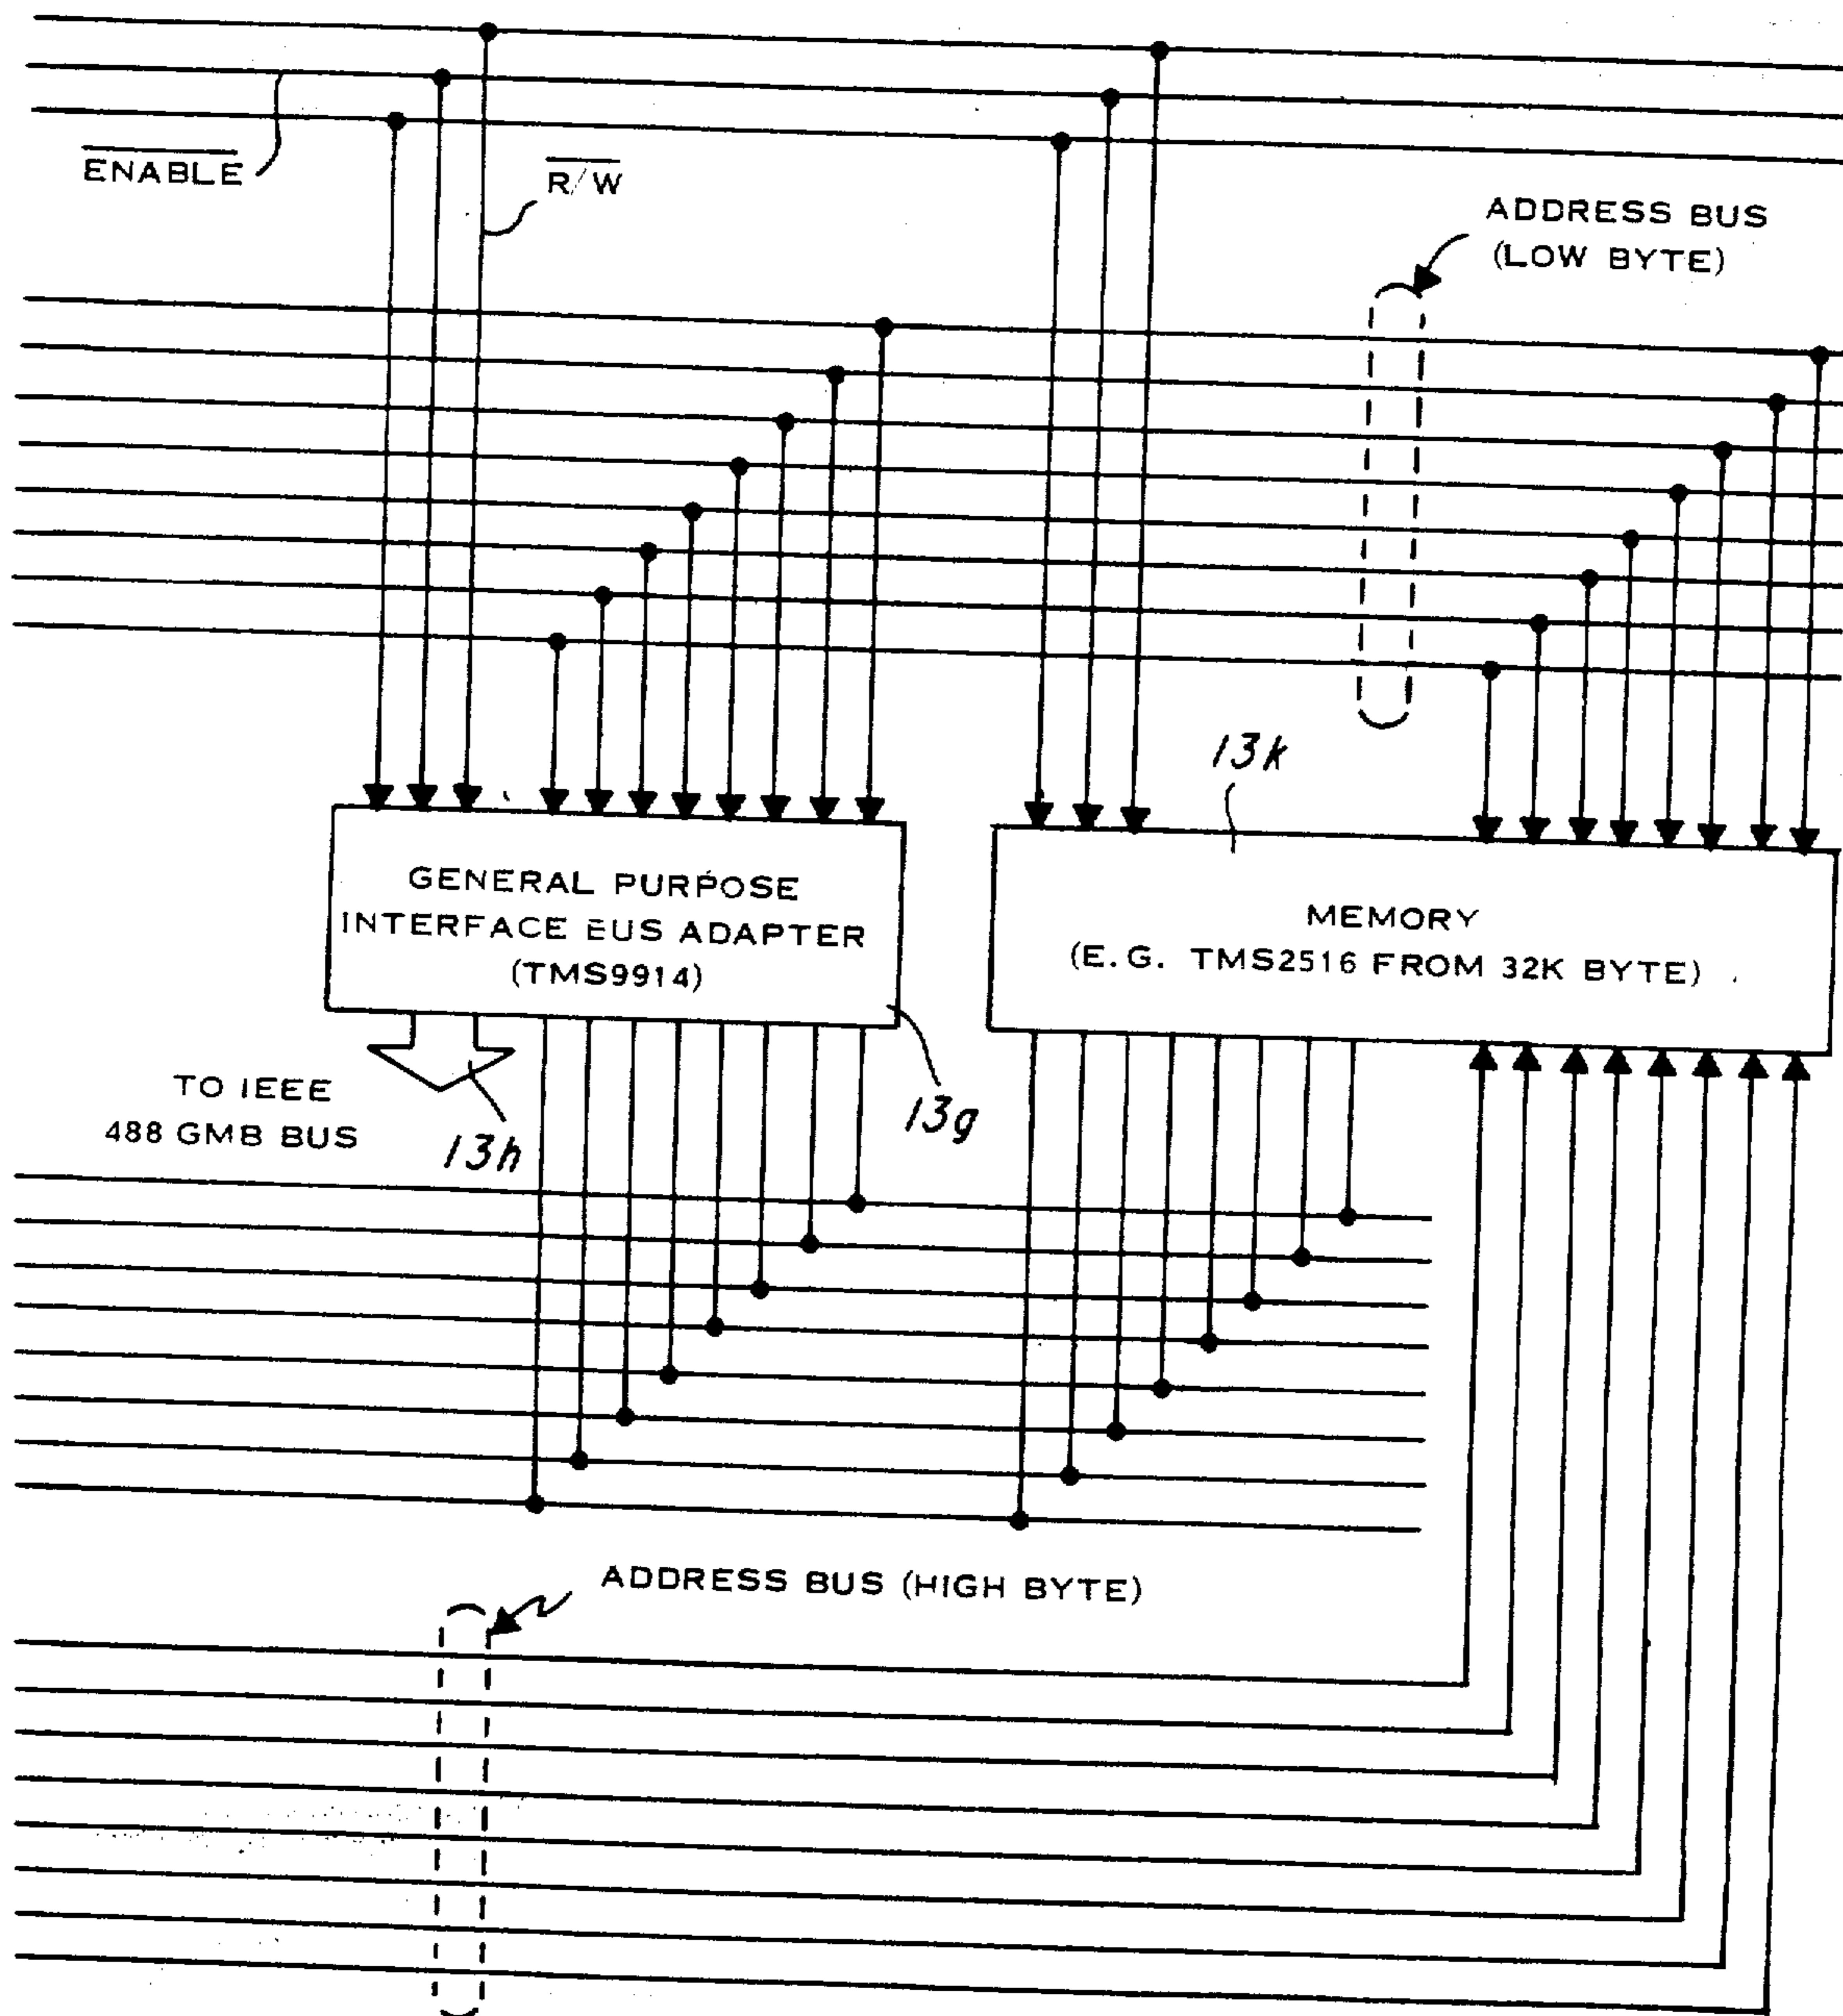 ENABLE
R/W
ADDRESS BUS
(LOW BYTE)
13k
GENERAL PURPOSE
INTERFACE EUS ADAPTER
(TMS9914)
MEMORY
(E.G. TMS2516 FROM 32K BYTE)
TO IEEE
488 GMB BUS
13h
13g
ADDRESS BUS (HIGH BYTE)